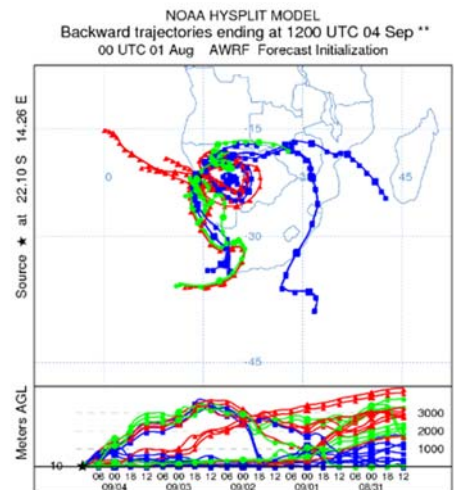 NOAA HYSPLIT MODEL
Backward trajectories ending at 1200 UTC 04 Sep **
00 UTC 01 Aug AWRF Forecast Initialization
Source ★ at 22.10 S 14.26 E
-15
0
45
-30
-45
Meters AGL
3000
2000
1000
10
06 00 18 12 06 00 18 12 06 00 18 12 06 00 18 12 06 00 18 12
09/04 09/03 09/02 09/01 08/31